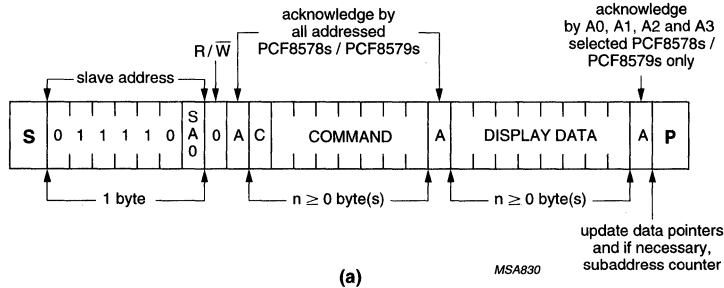 acknowledge by
all addressed
PCF8578s / PCF8579s
acknowledge
by A0, A1, A2 and A3
selected PCF8578s /
PCF8579s only
R/W̅
slave address
S 0 1 1 1 1 0 SA0 0 A C COMMAND A DISPLAY DATA A P
1 byte
n ≥ 0 byte(s)
n ≥ 0 byte(s)
update data pointers
and if necessary,
subaddress counter
(a)
MSA830